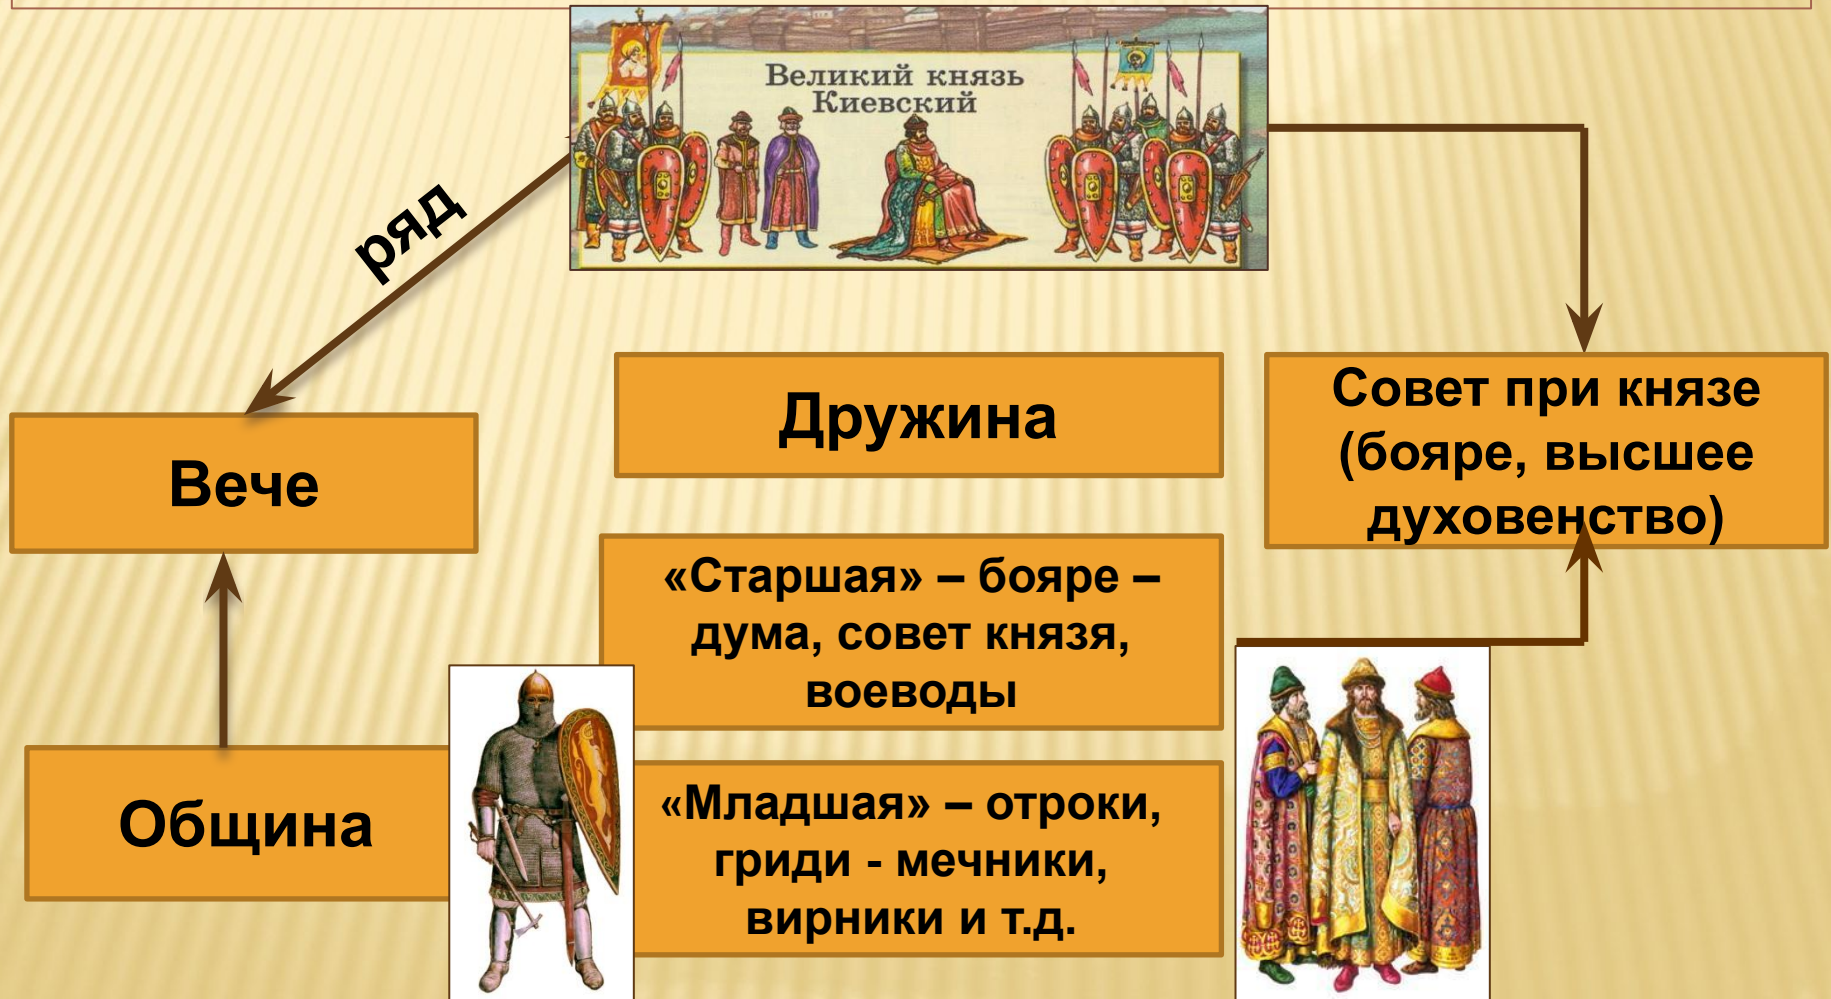 Великий князь
Киевский
ряд
Вече
Община
Дружина
«Старшая» – бояре –
дума, совет князя,
воеводы
«Младшая» – отроки,
гриди - мечники,
вирники и т.д.
Совет при князе
(бояре, высшее
духовенство)